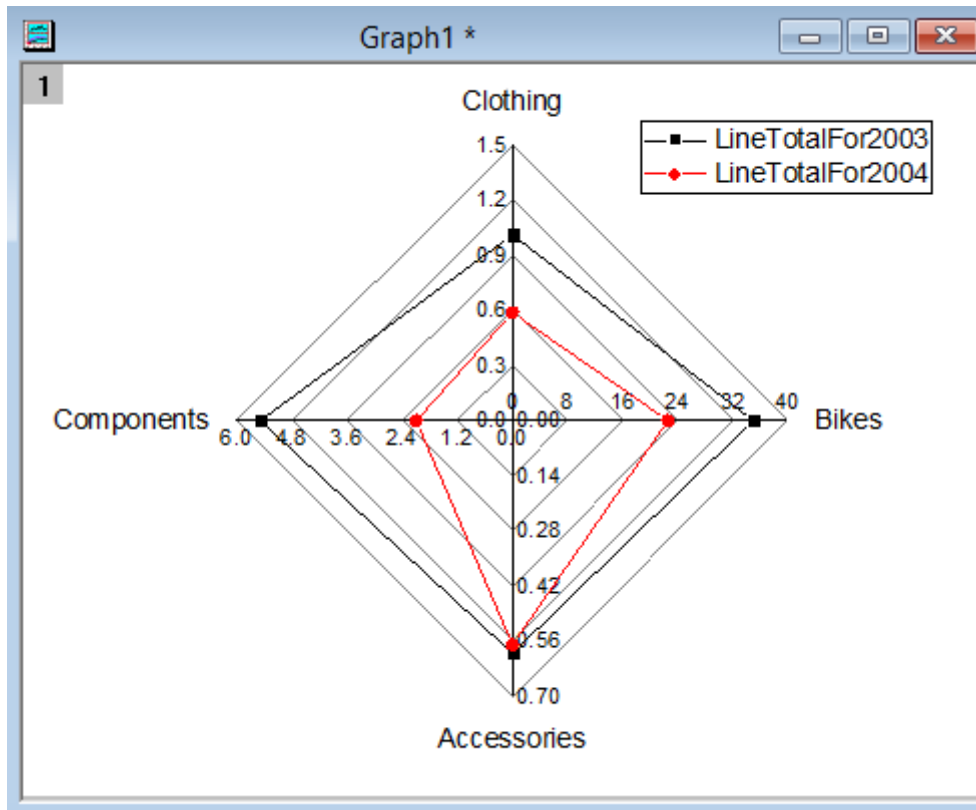 Graph1 *
1
Clothing
LineTotalFor2003
LineTotalFor2004
1.5
1.2
0.9
0.6
0.3
0 8 16 24 32 40
Components 0.0 0.00 Bikes
6.0 4.8 3.6 2.4 1.2 0.0
0.14
0.28
0.42
0.56
0.70
Accessories